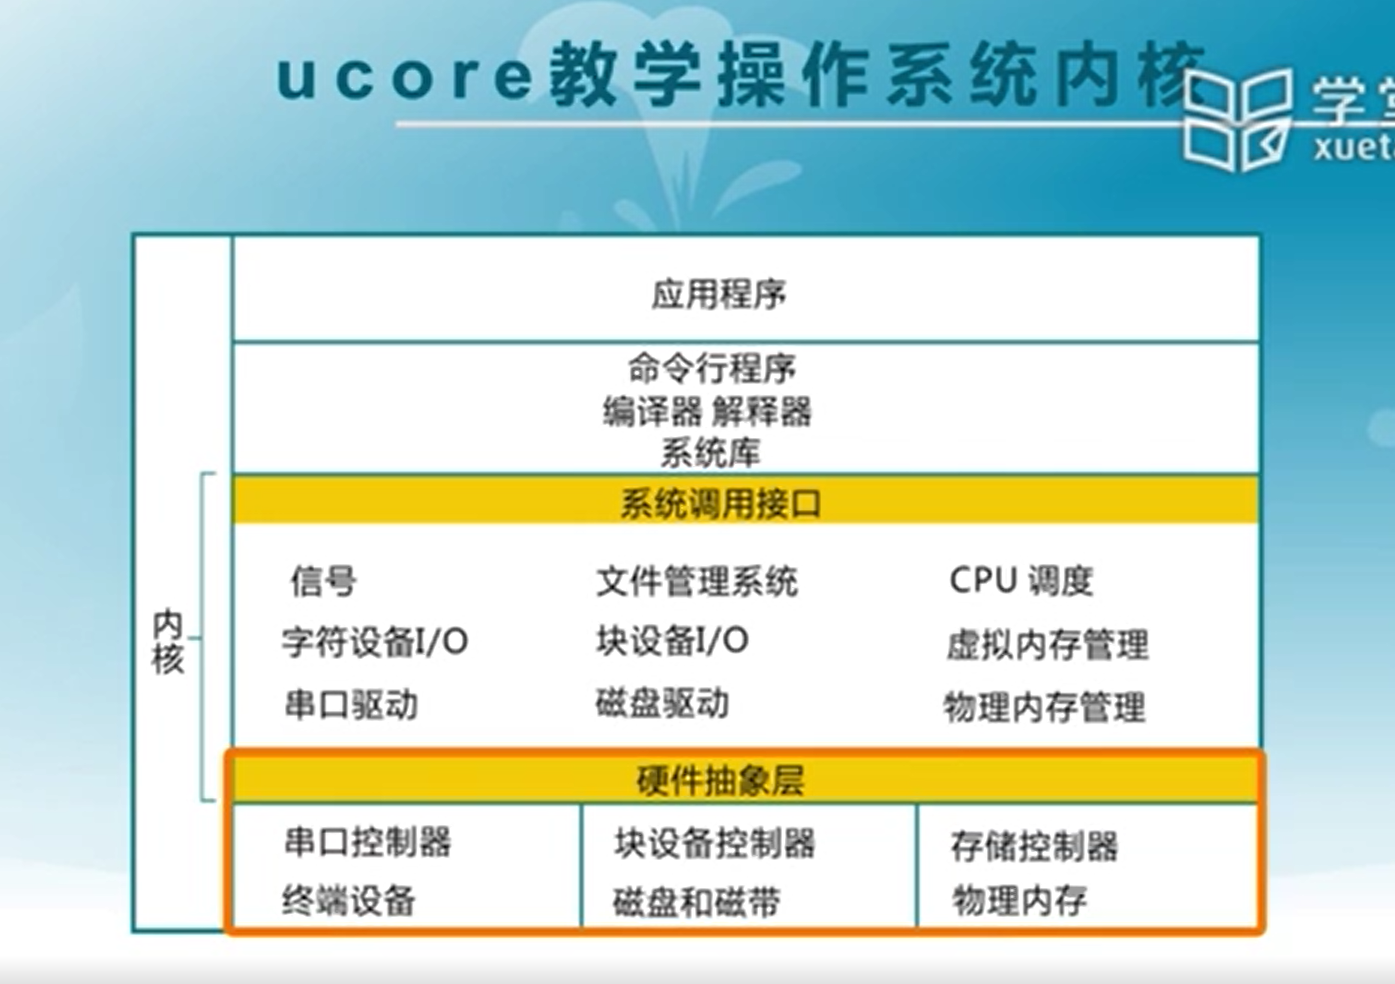 ucore教学操作系统内核
学堂
xueta
应用程序
命令行程序
编译器 解释器
系统库
系统调用接口
信号 文件管理系统 CPU 调度
字符设备I/O 块设备I/O 虚拟内存管理
串口驱动 磁盘驱动 物理内存管理
内核
硬件抽象层
串口控制器 块设备控制器 存储控制器
终端设备 磁盘和磁带 物理内存